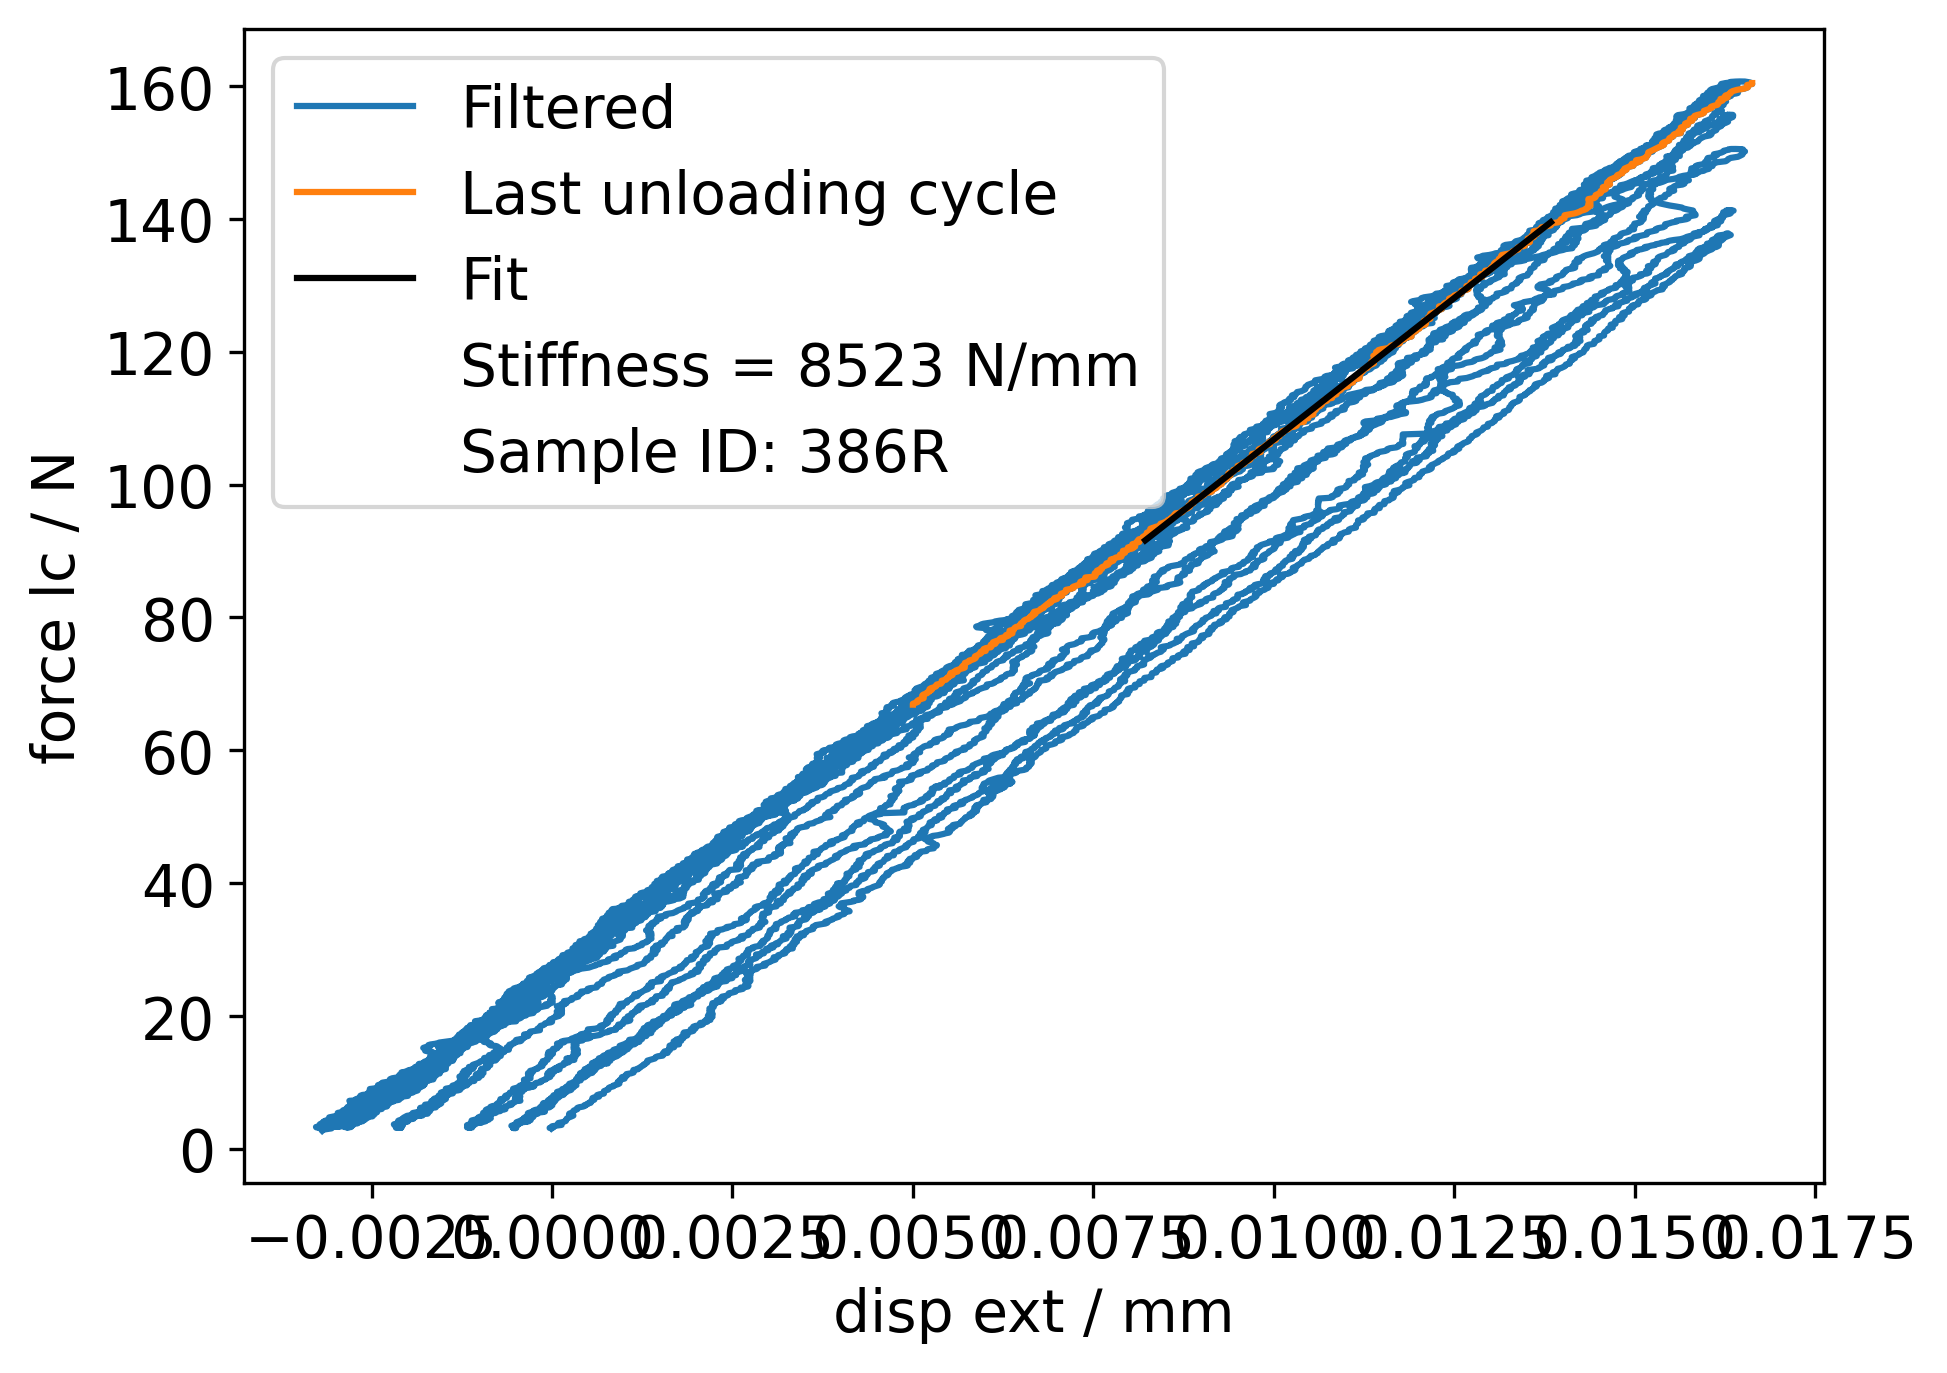 160
140
120
100
80
60
40
20
0
force lc / N
Filtered
Last unloading cycle
Fit
Stiffness = 8523 N/mm
Sample ID: 386R
−0.0025 0.0000 0.0025 0.0050 0.0075 0.0100 0.0125 0.0150 0.0175
disp ext / mm